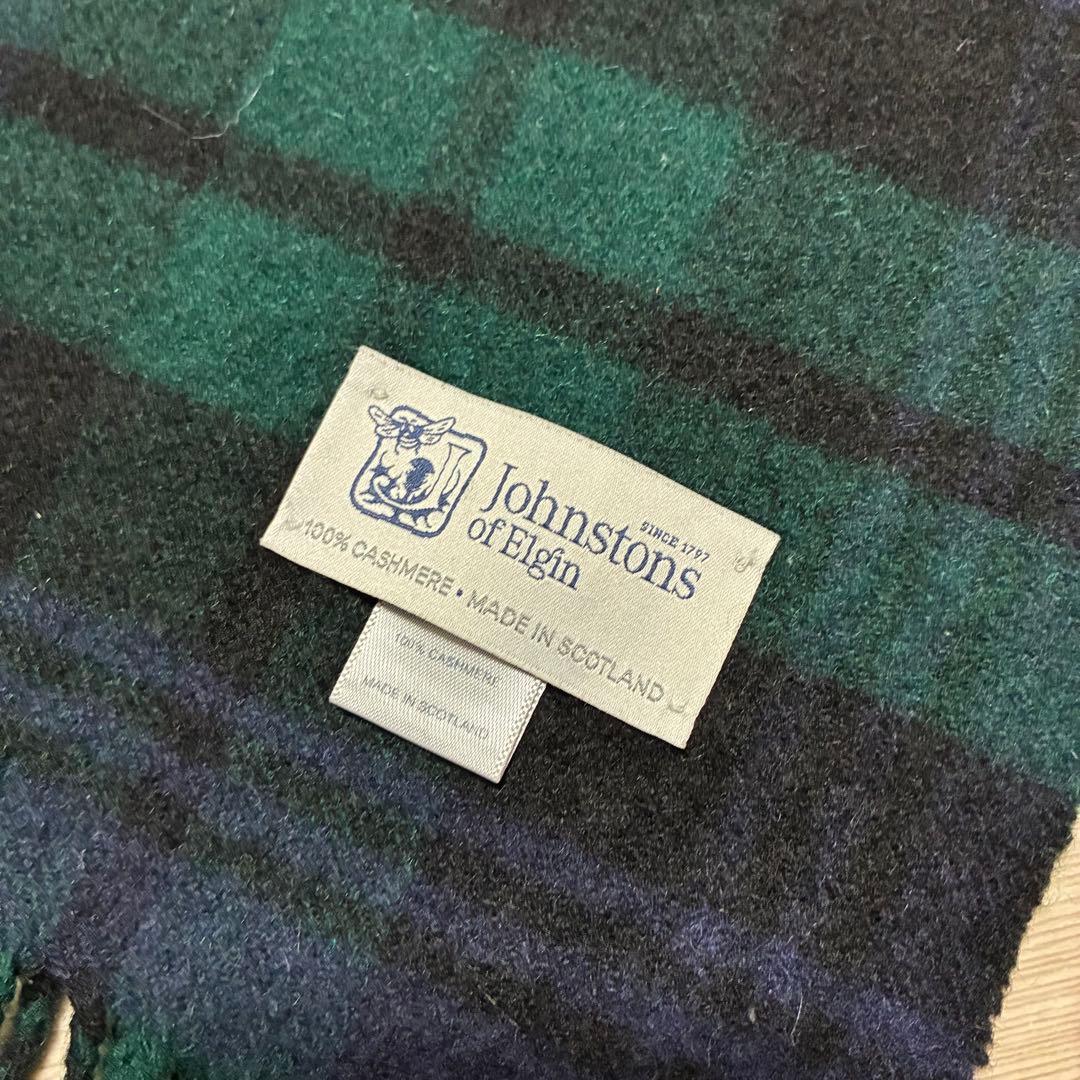 Johnstons
of Elgin
SINCE 1797
100% CASHMERE • MADE IN SCOTLAND
100% CASHMERE
MADE IN SCOTLAND